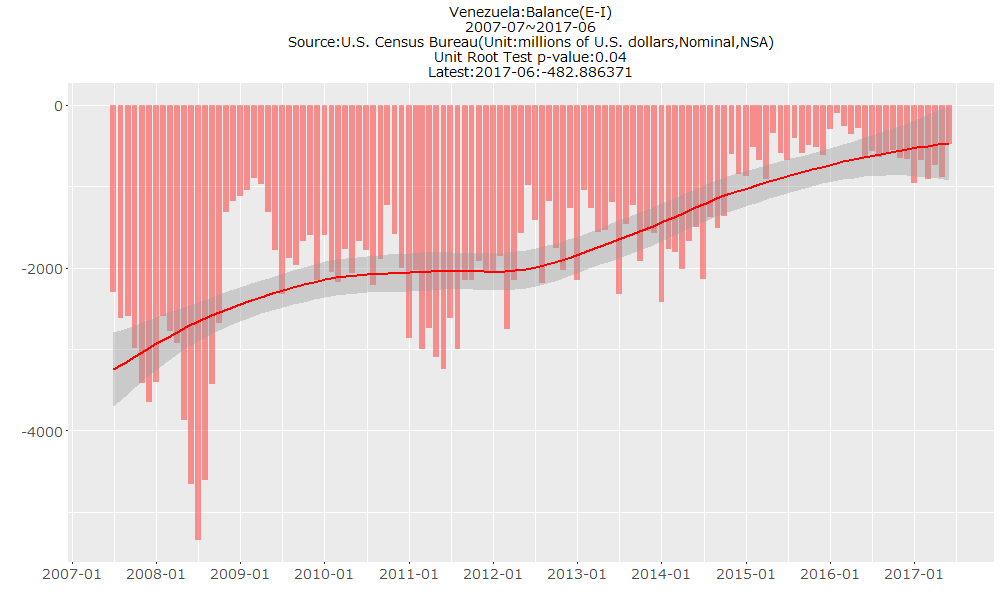 Venezuela:Balance(E-I)
2007-07~2017-06
Source:U.S. Census Bureau(Unit:millions of U.S. dollars,Nominal,NSA)
Unit Root Test p-value:0.04
Latest:2017-06:-482.886371
0
-2000
-4000
2007-01 2008-01 2009-01 2010-01 2011-01 2012-01 2013-01 2014-01 2015-01 2016-01 2017-01